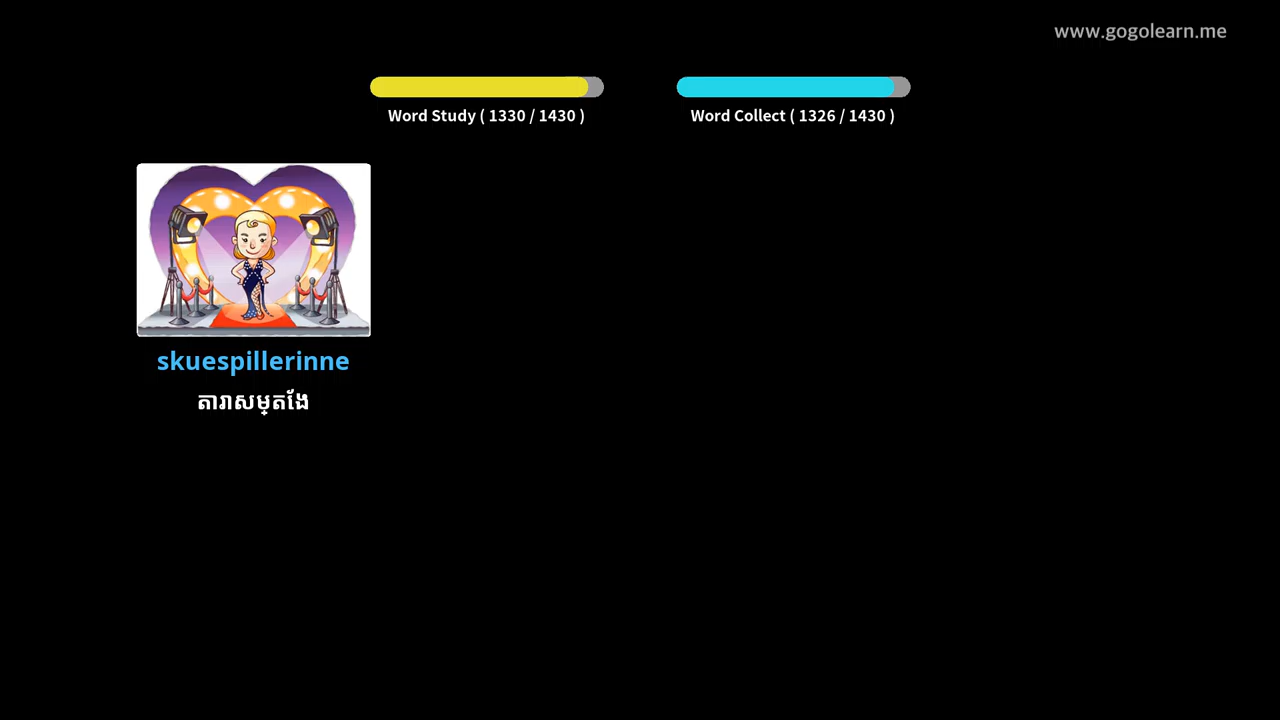 www.gogolearn.me
Word Study ( 1330 / 1430 )
Word Collect ( 1326 / 1430 )
skuespillerinne
តារាសម្តែង